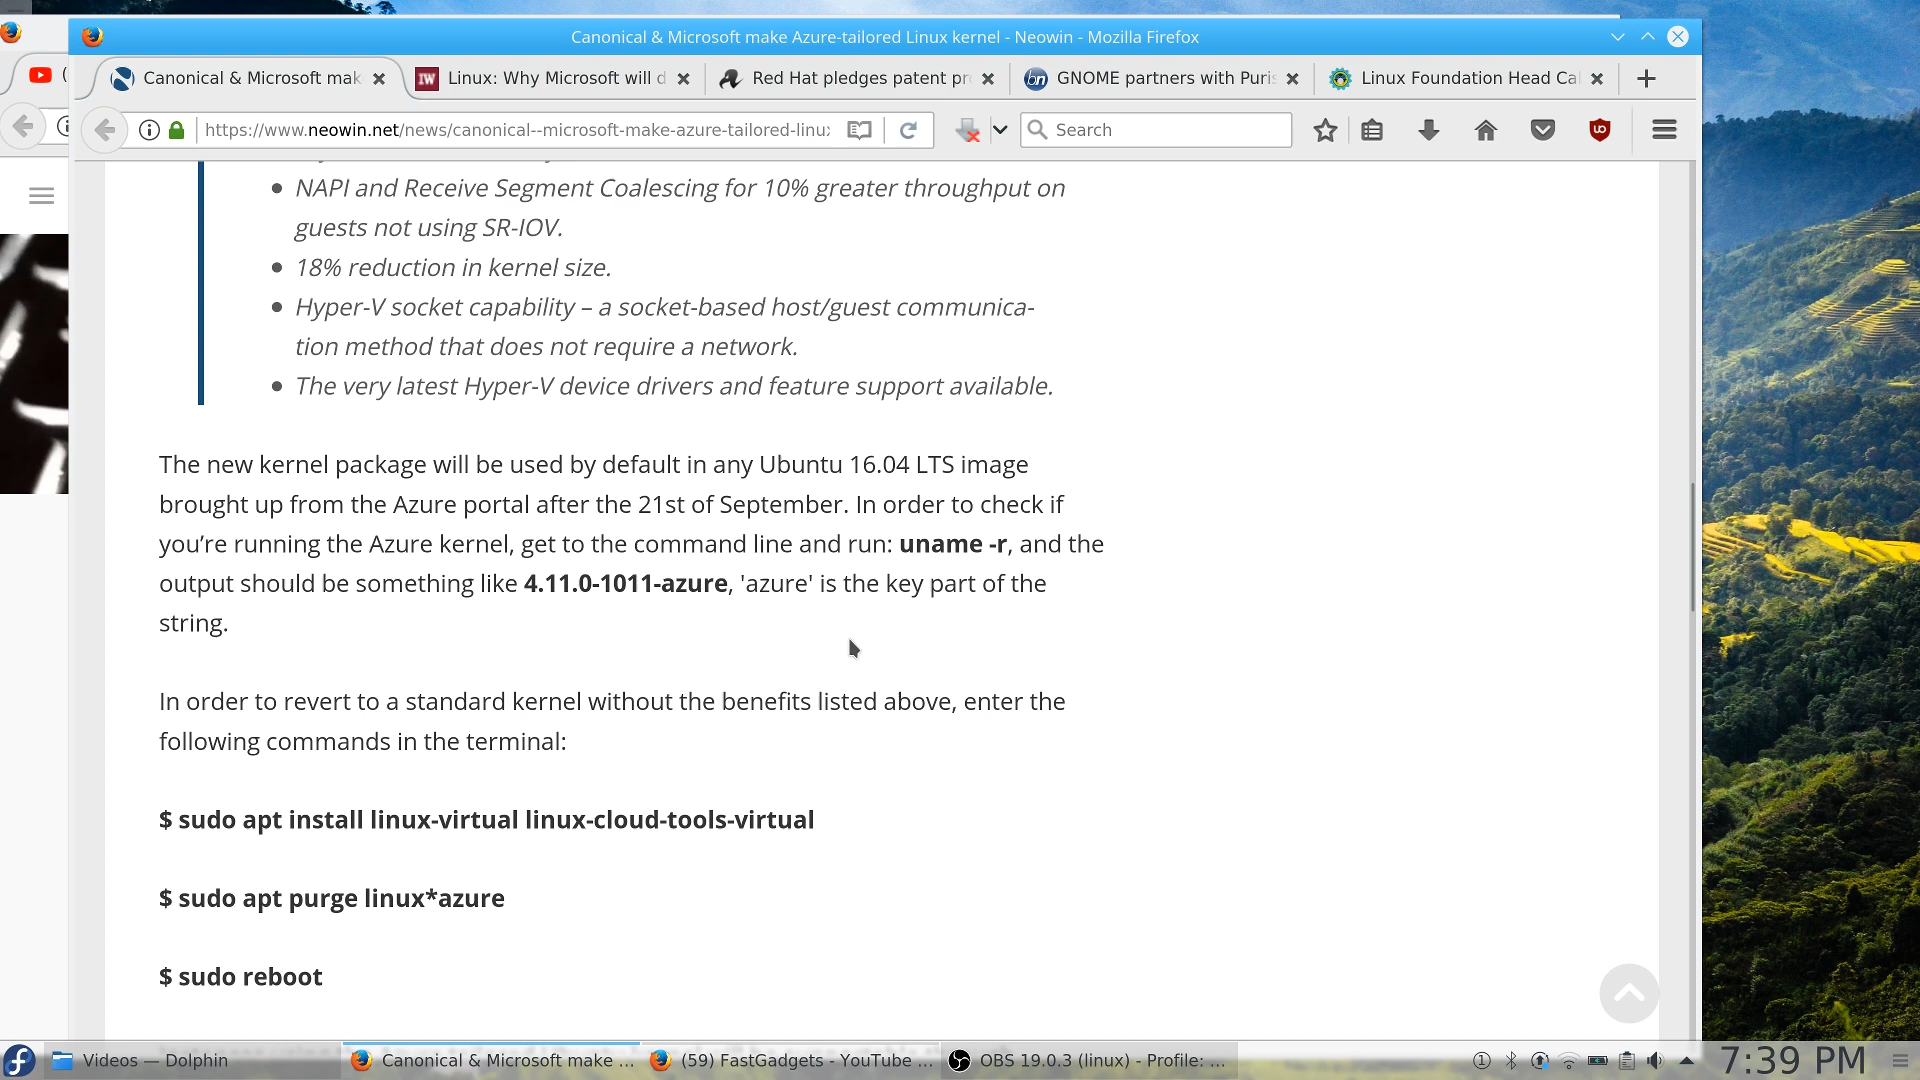 Canonical & Microsoft make Azure-tailored Linux kernel - Neowin - Mozilla Firefox
Canonical & Microsoft mak
Linux: Why Microsoft will d
Red Hat pledges patent pr
GNOME partners with Puris
Linux Foundation Head Ca
https://www.neowin.net/news/canonical--microsoft-make-azure-tailored-linu
Search
NAPI and Receive Segment Coalescing for 10% greater throughput on
guests not using SR-IOV.
18% reduction in kernel size.
Hyper-V socket capability – a socket-based host/guest communica-
tion method that does not require a network.
The very latest Hyper-V device drivers and feature support available.
The new kernel package will be used by default in any Ubuntu 16.04 LTS image
brought up from the Azure portal after the 21st of September. In order to check if
you’re running the Azure kernel, get to the command line and run: uname -r, and the
output should be something like 4.11.0-1011-azure, 'azure' is the key part of the
string.
In order to revert to a standard kernel without the benefits listed above, enter the
following commands in the terminal:
$ sudo apt install linux-virtual linux-cloud-tools-virtual
$ sudo apt purge linux*azure
$ sudo reboot
Videos — Dolphin
Canonical & Microsoft make ...
(59) FastGadgets - YouTube ...
OBS 19.0.3 (linux) - Profile: ...
7:39 PM